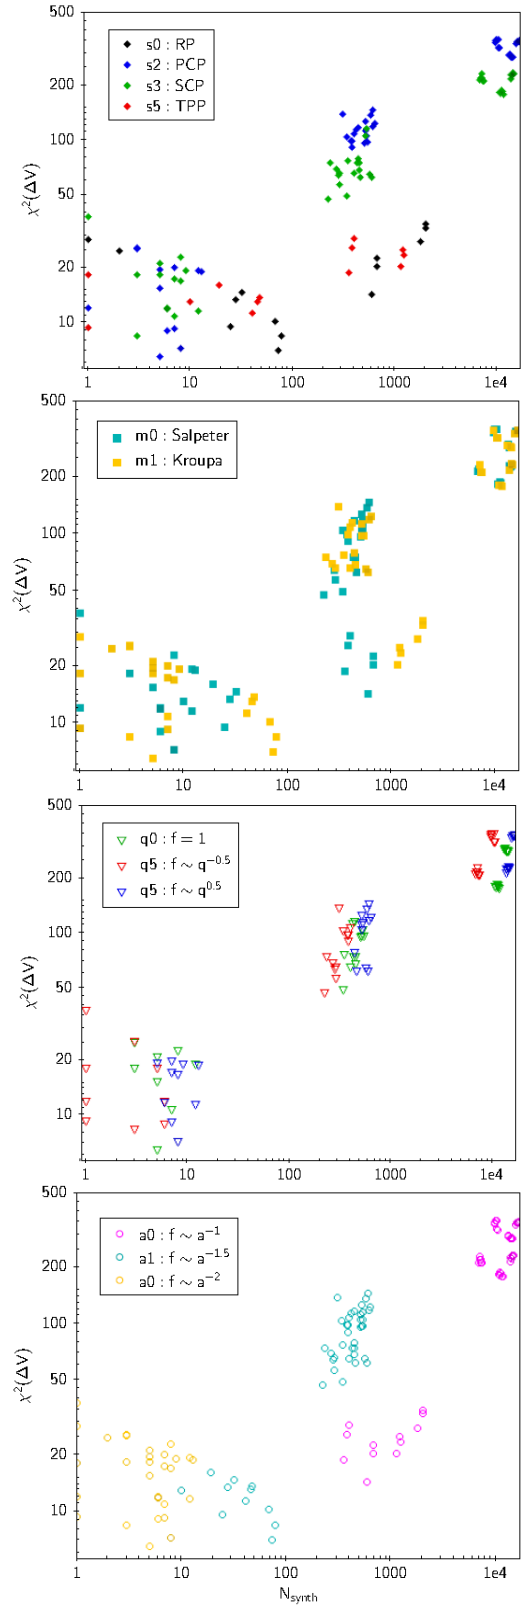 500
s0 : RP
s2 : PCP
s3 : SCP
s5 : TPP
200
100
50
20
10
χ²(ΔV)
1 10 100 1000 1e4
500
m0 : Salpeter
m1 : Kroupa
200
100
50
20
10
χ²(ΔV)
1 10 100 1000 1e4
500
q0 : f = 1
q5 : f ∼ q^-0.5
q5 : f ∼ q^0.5
200
100
50
20
10
χ²(ΔV)
1 10 100 1000 1e4
500
a0 : f ∼ a^-1
a1 : f ∼ a^-1.5
a0 : f ∼ a^-2
200
100
50
20
10
χ²(ΔV)
1 10 100 1000 1e4
N_synth